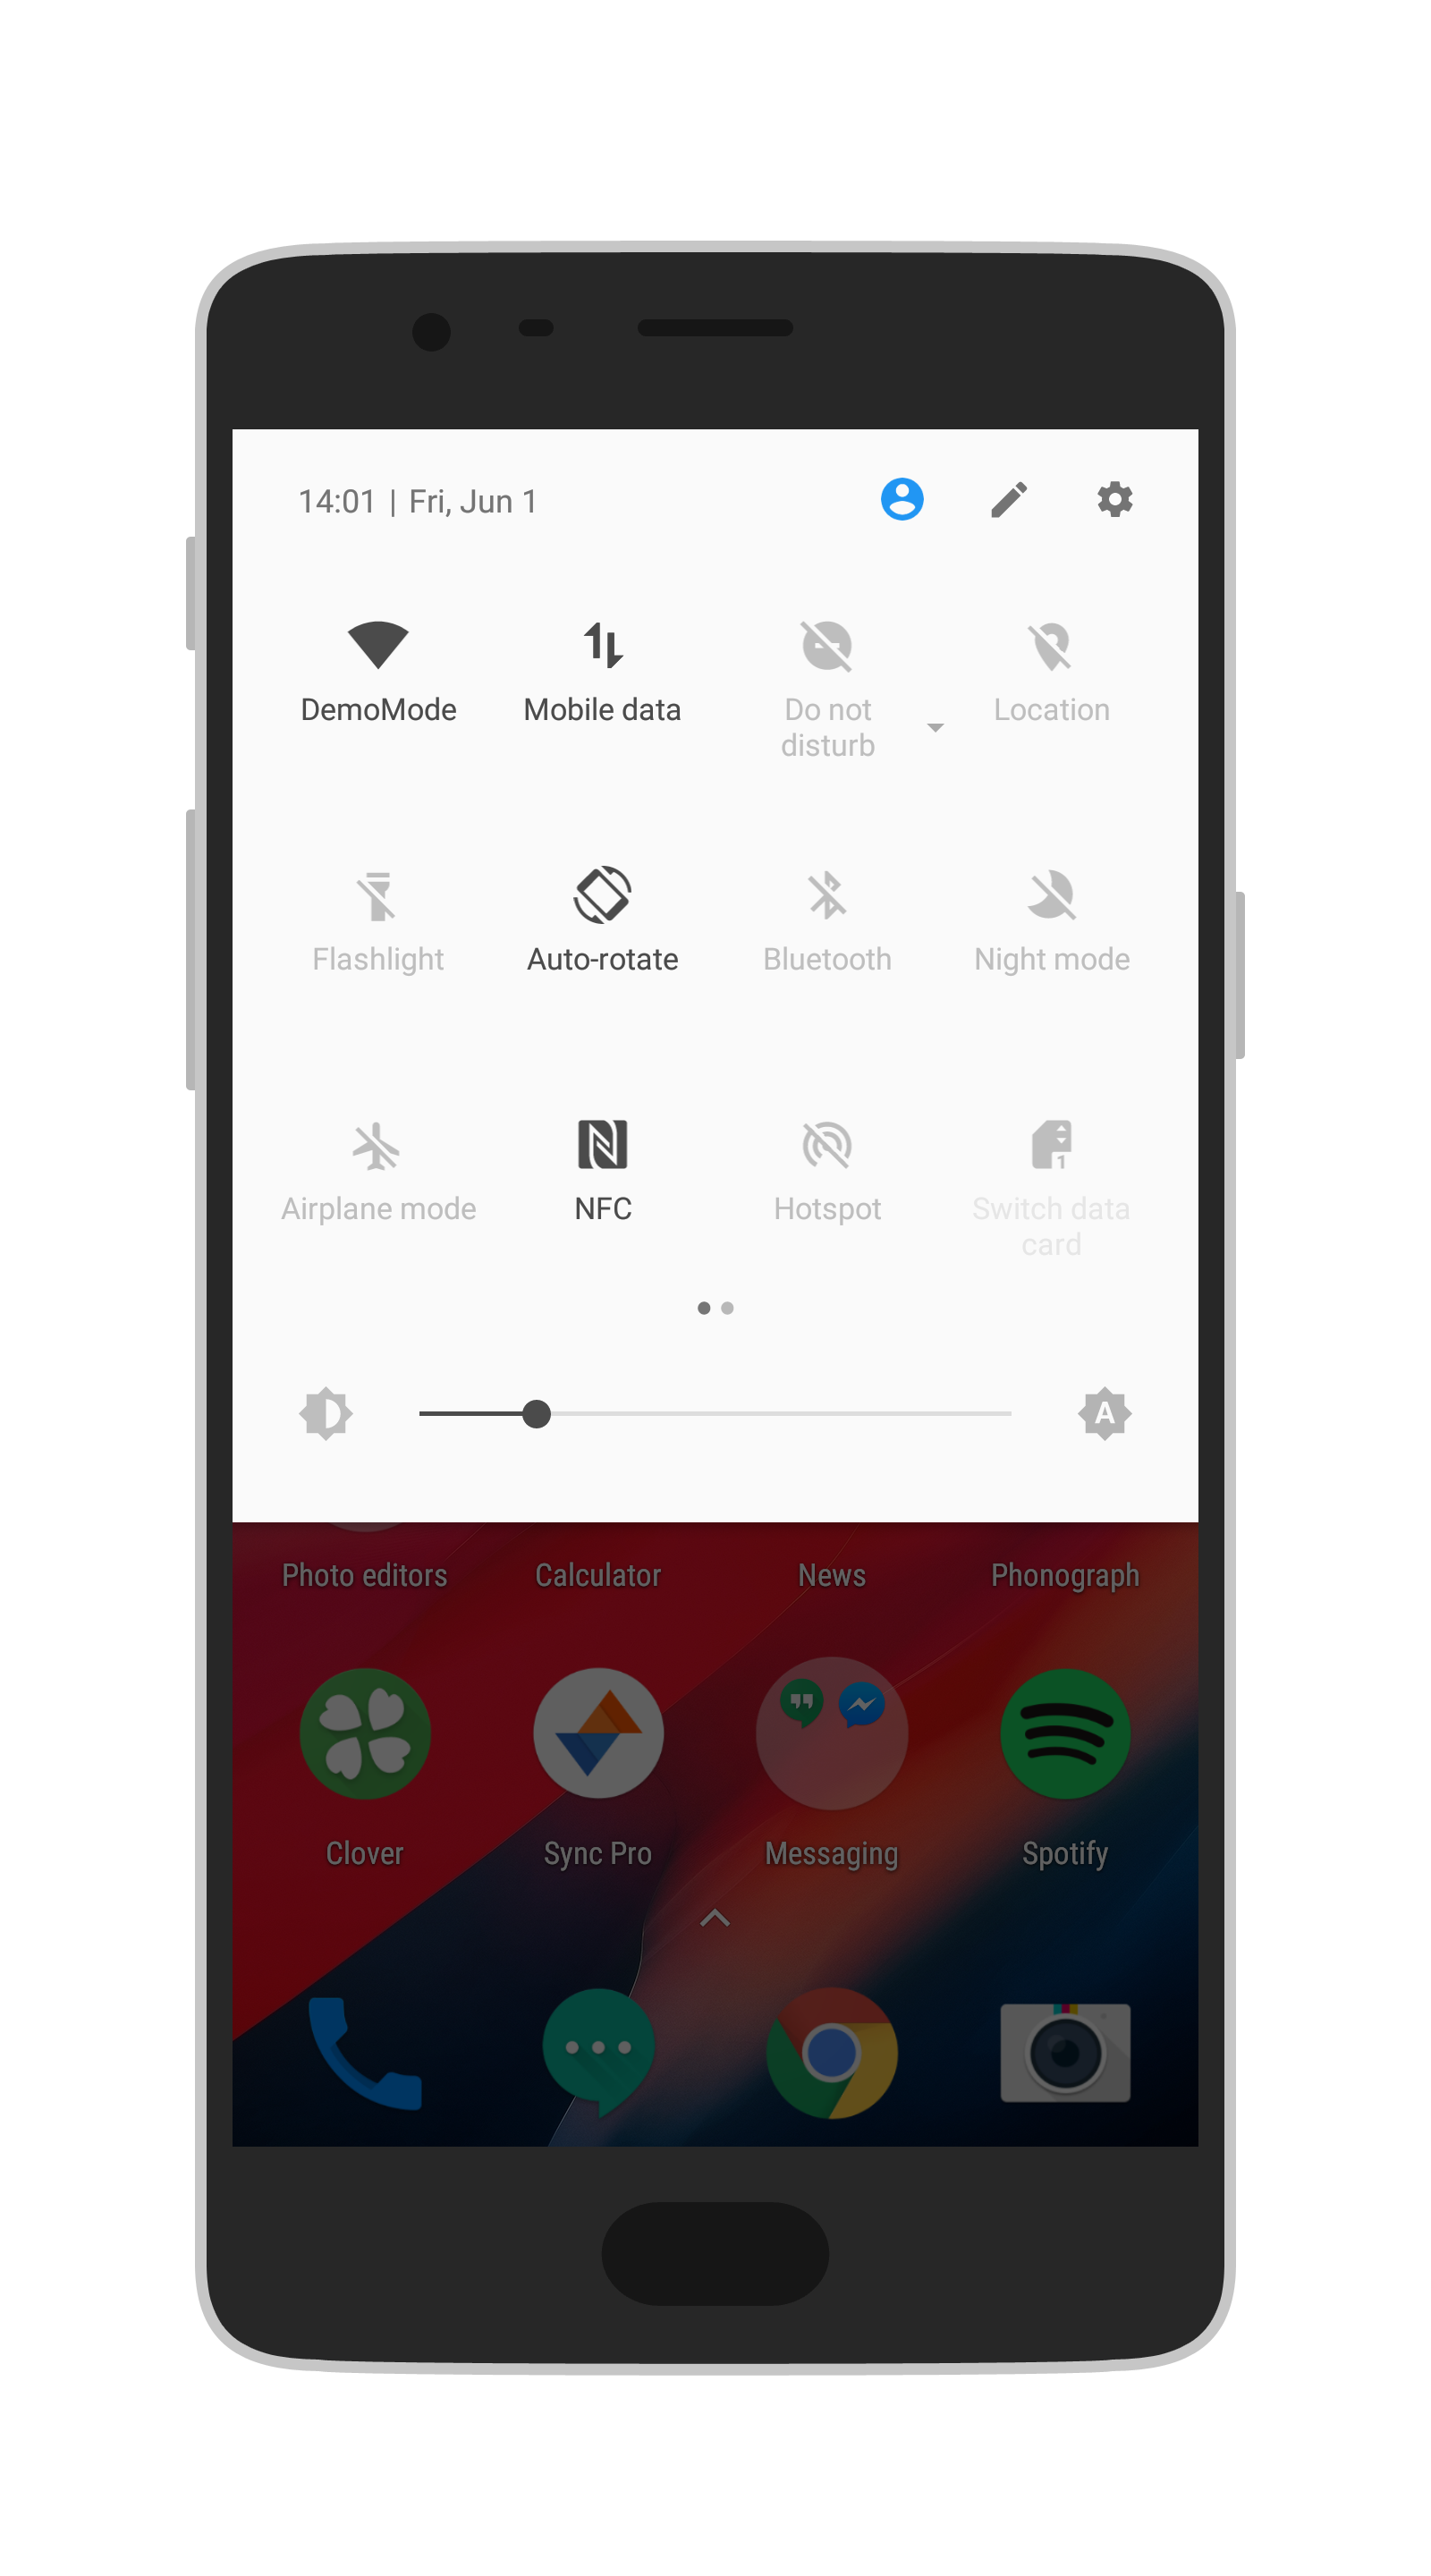 14:01 | Fri, Jun 1
DemoMode
Mobile data
Do not
disturb
Location
Flashlight
Auto-rotate
Bluetooth
Night mode
Airplane mode
NFC
Hotspot
Switch data
card
1
A
Photo editors
Calculator
News
Phonograph
Clover
Sync Pro
Messaging
Spotify